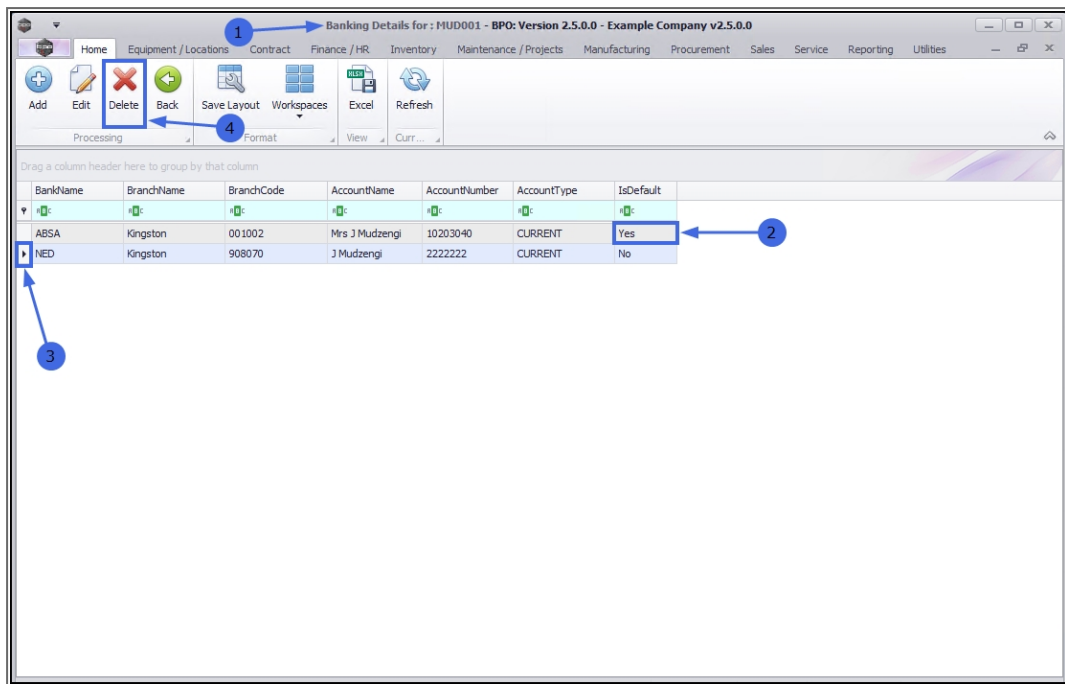 1
Banking Details for : MUD001 - BPO: Version 2.5.0.0 - Example Company v2.5.0.0
Home Equipment / Locations Contract Finance / HR Inventory Maintenance / Projects Manufacturing Procurement Sales Service Reporting Utilities
Add Edit Delete Back Save Layout Workspaces Excel Refresh
4
Processing Format View Curr...
Drag a column header here to group by that column
BankName BranchName BranchCode AccountName AccountNumber AccountType IsDefault
ABSA Kingston 001002 Mrs J Mudzengi 10203040 CURRENT Yes
2
NED Kingston 908070 J Mudzengi 2222222 CURRENT No
3